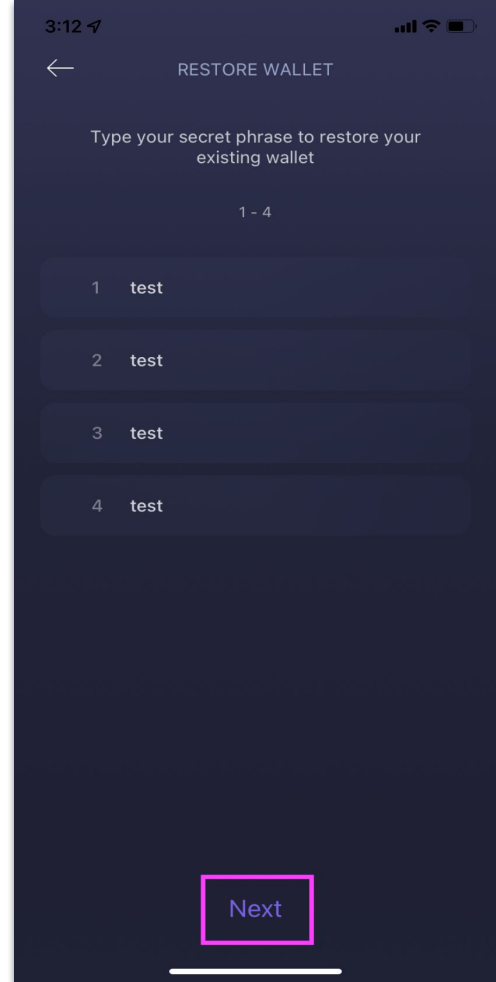 3:12
RESTORE WALLET
Type your secret phrase to restore your
existing wallet
1 - 4
1 test
2 test
3 test
4 test
Next